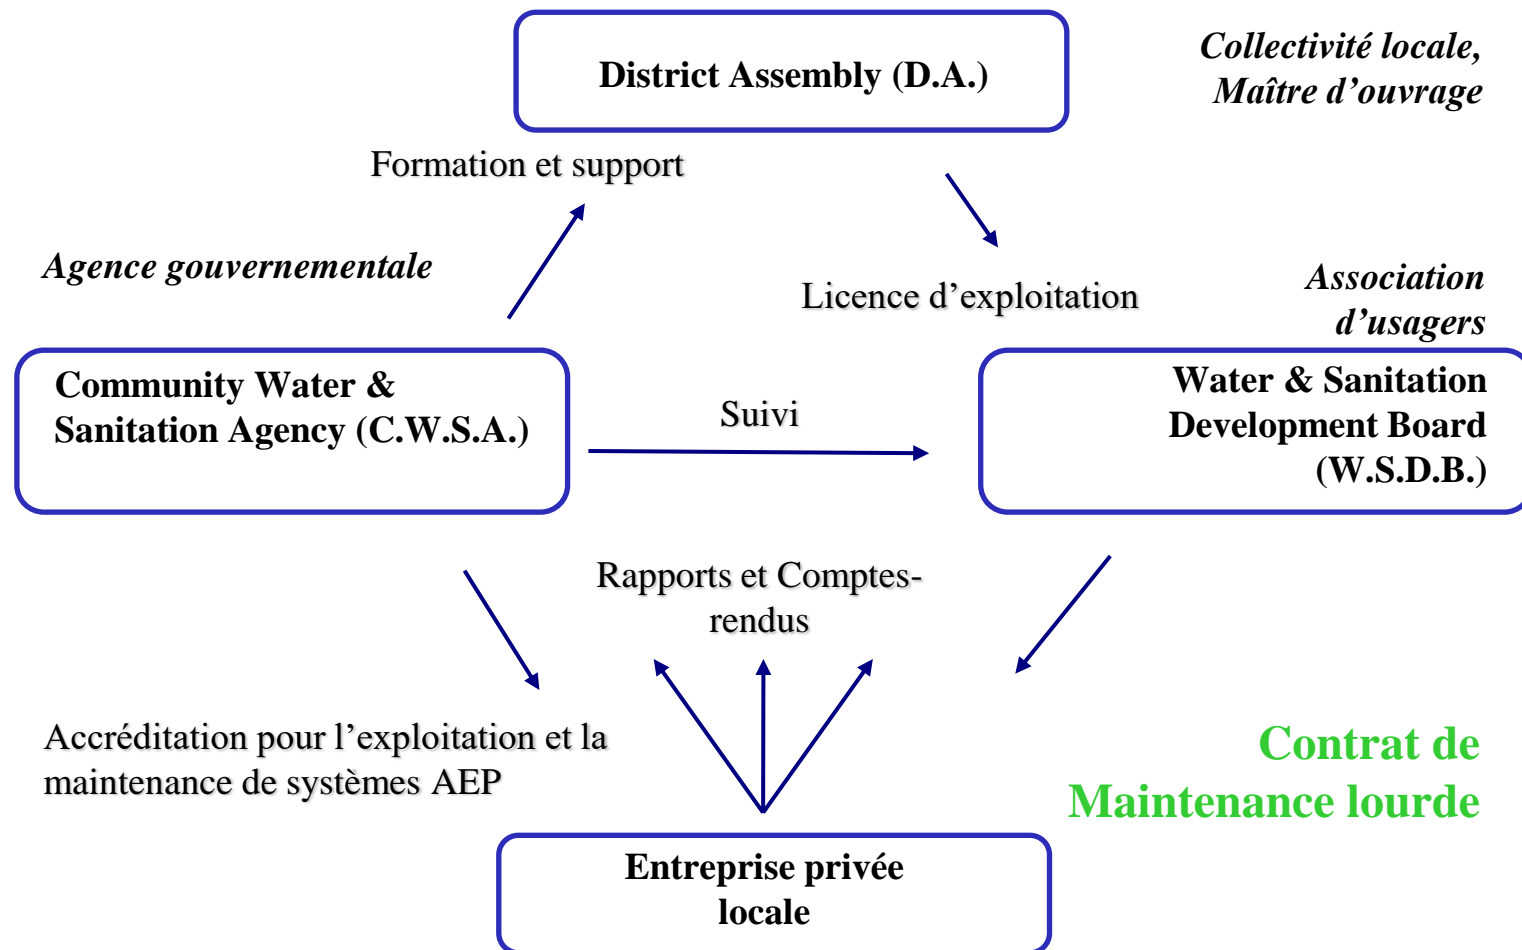 District Assembly (D.A.)
Collectivité locale,
Maître d’ouvrage
Formation et support
Agence gouvernementale
Licence d’exploitation
Association
d’usagers
Community Water &
Sanitation Agency (C.W.S.A.)
Suivi
Water & Sanitation
Development Board
(W.S.D.B.)
Rapports et Comptes-
rendus
Accréditation pour l’exploitation et la
maintenance de systèmes AEP
Contrat de
Maintenance lourde
Entreprise privée
locale